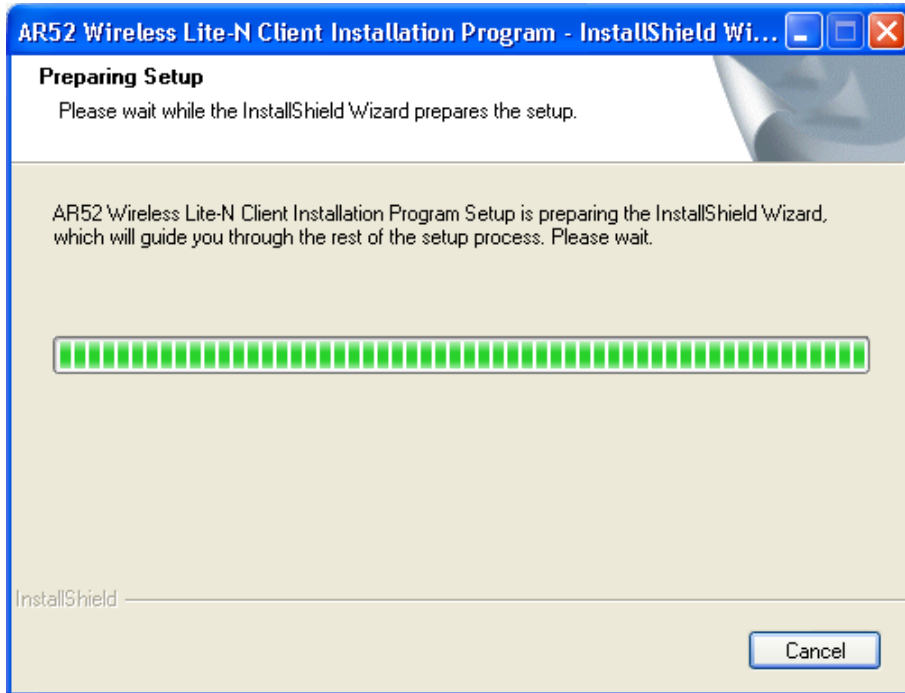 AR52 Wireless Lite-N Client Installation Program - InstallShield Wi...
Preparing Setup
Please wait while the InstallShield Wizard prepares the setup.
AR52 Wireless Lite-N Client Installation Program Setup is preparing the InstallShield Wizard,
which will guide you through the rest of the setup process. Please wait.
InstallShield
Cancel